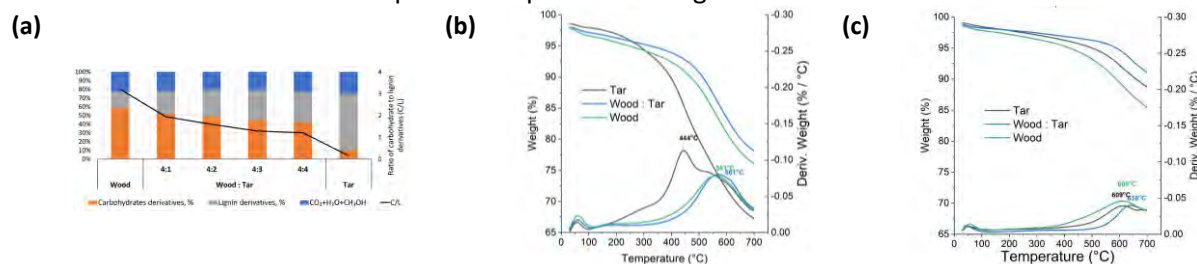 (a)
100%
90%
80%
70%
60%
50%
40%
30%
20%
10%
0%
4
3
2
1
0
Ratio of carbohydrate to lignin
derivatives (C/L)
4:1
4:2
4:3
4:4
Wood
Wood : Tar
Tar
Carbohydrates derivatives, %
Lignin derivatives, %
CO₂+H₂O+CH₃OH
C/L
(b)
100
95
90
85
80
75
70
65
Weight (%)
-0.30
-0.25
-0.20
-0.15
-0.10
-0.05
0.00
Deriv. Weight (% / °C)
Tar
Wood : Tar
Wood
444°C
561°C
581°C
0
100
200
300
400
500
600
700
Temperature (°C)
(c)
100
95
90
85
80
75
70
65
Weight (%)
-0.30
-0.25
-0.20
-0.15
-0.10
-0.05
0.00
Deriv. Weight (% / °C)
Tar
Wood : Tar
Wood
609°C
638°C
0
100
200
300
400
500
600
700
Temperature (°C)